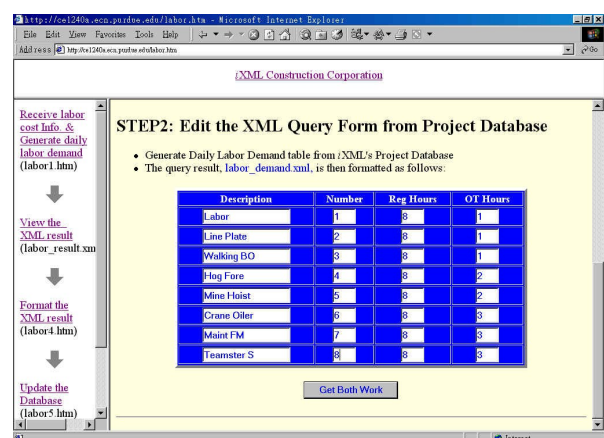 http://ce1240a.ecn.purdue.edu/labor.htm - Microsoft Internet Explorer
File Edit View Favorites Tools Help
Address http://ce1240a.ecn.purdue.edu/labor.htm Go
iXML Construction Corporation
Receive labor
cost Info. &
Generate daily
labor demand
(labor1.htm)
View the
XML result
(labor_result.xm
Format the
XML result
(labor4.htm)
Update the
Database
(labor5.htm)
STEP2: Edit the XML Query Form from Project Database
Generate Daily Labor Demand table from iXML's Project Database
The query result, labor_demand.xml, is then formatted as follows:
Description Number Reg Hours OT Hours
Labor 1 8 1
Line Plate 2 8 1
Walking BO 3 8 1
Hog Fore 4 8 2
Mine Hoist 5 8 2
Crane Oiler 6 8 3
Maint FM 7 8 3
Teamster S 8 8 3
Get Both Work
Internet